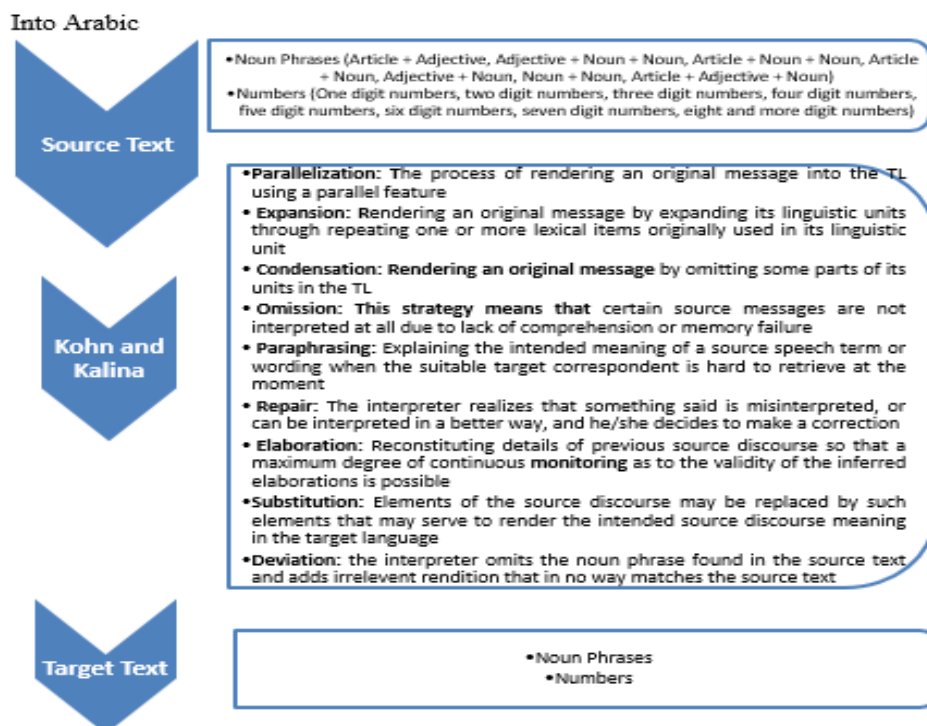 Into Arabic
•Noun Phrases (Article + Adjective, Adjective + Noun + Noun, Article + Noun + Noun, Article
+ Noun, Adjective + Noun, Noun + Noun, Article + Adjective + Noun)
•Numbers (One digit numbers, two digit numbers, three digit numbers, four digit numbers,
five digit numbers, six digit numbers, seven digit numbers, eight and more digit numbers)
Source Text
•Parallelization: The process of rendering an original message into the TL
using a parallel feature
• Expansion: Rendering an original message by expanding its linguistic units
through repeating one or more lexical items originally used in its linguistic
unit
• Condensation: Rendering an original message by omitting some parts of its
units in the TL
• Omission: This strategy means that certain source messages are not
interpreted at all due to lack of comprehension or memory failure
• Paraphrasing: Explaining the intended meaning of a source speech term or
wording when the suitable target correspondent is hard to retrieve at the
moment
• Repair: The interpreter realizes that something said is misinterpreted, or
can be interpreted in a better way, and he/she decides to make a correction
• Elaboration: Reconstituting details of previous source discourse so that a
maximum degree of continuous monitoring as to the validity of the inferred
elaborations is possible
•Substitution: Elements of the source discourse may be replaced by such
elements that may serve to render the intended source discourse meaning
in the target language
•Deviation: the interpreter omits the noun phrase found in the source text
and adds irrelevent rendition that in no way matches the source text
Kohn and
Kalina
Target Text
•Noun Phrases
•Numbers